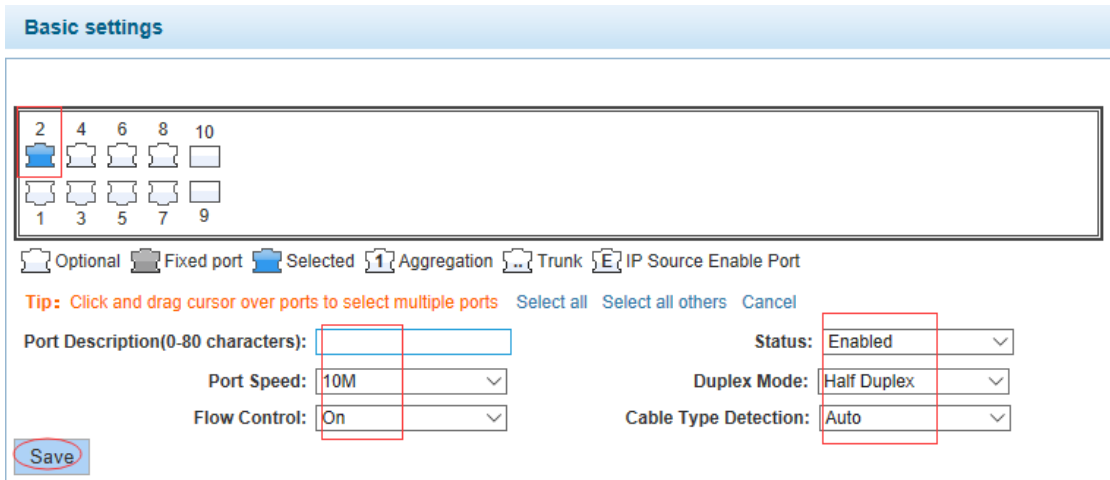 Basic settings
2 4 6 8 10
1 3 5 7 9
Optional Fixed port Selected 1 Aggregation .. Trunk E IP Source Enable Port
Tip: Click and drag cursor over ports to select multiple ports Select all Select all others Cancel
Port Description(0-80 characters): Status: Enabled
Port Speed: 10M Duplex Mode: Half Duplex
Flow Control: On Cable Type Detection: Auto
Save